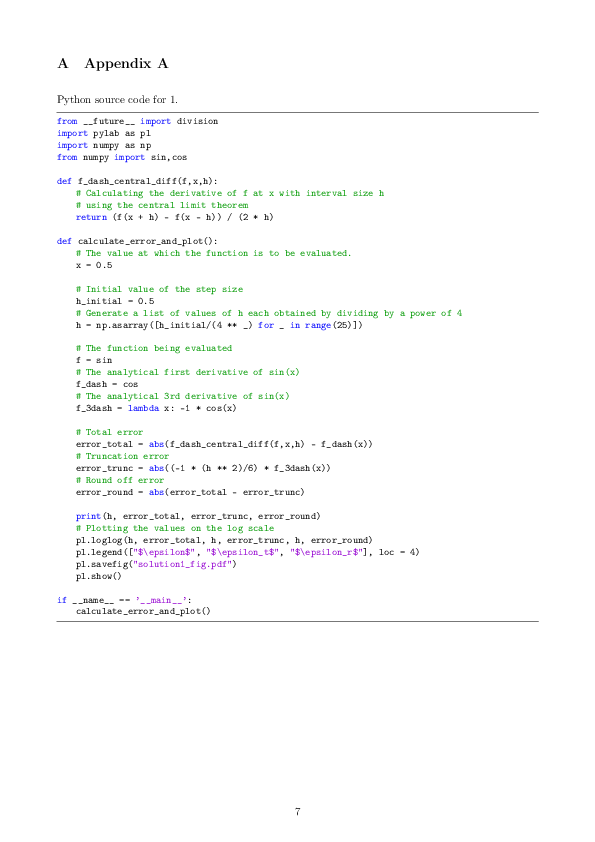 A Appendix A
Python source code for 1.
from __future__ import division
import pylab as pl
import numpy as np
from numpy import sin,cos
def f_dash_central_diff(f,x,h):
    # Calculating the derivative of f at x with interval size h
    # using the central limit theorem
    return (f(x + h) - f(x - h)) / (2 * h)
def calculate_error_and_plot():
    # The value at which the function is to be evaluated.
    x = 0.5
    # Initial value of the step size
    h_initial = 0.5
    # Generate a list of values of h each obtained by dividing by a power of 4
    h = np.asarray([h_initial/(4 ** _) for _ in range(25)])
    # The function being evaluated
    f = sin
    # The analytical first derivative of sin(x)
    f_dash = cos
    # The analytical 3rd derivative of sin(x)
    f_3dash = lambda x: -1 * cos(x)
    # Total error
    error_total = abs(f_dash_central_diff(f,x,h) - f_dash(x))
    # Truncation error
    error_trunc = abs((-1 * (h ** 2)/6) * f_3dash(x))
    # Round off error
    error_round = abs(error_total - error_trunc)
    print(h, error_total, error_trunc, error_round)
    # Plotting the values on the log scale
    pl.loglog(h, error_total, h, error_trunc, h, error_round)
    pl.legend(["$\epsilon$", "$\epsilon_t$", "$\epsilon_r$"], loc = 4)
    pl.savefig("solution1_fig.pdf")
    pl.show()
if __name__ == '__main__':
    calculate_error_and_plot()
7